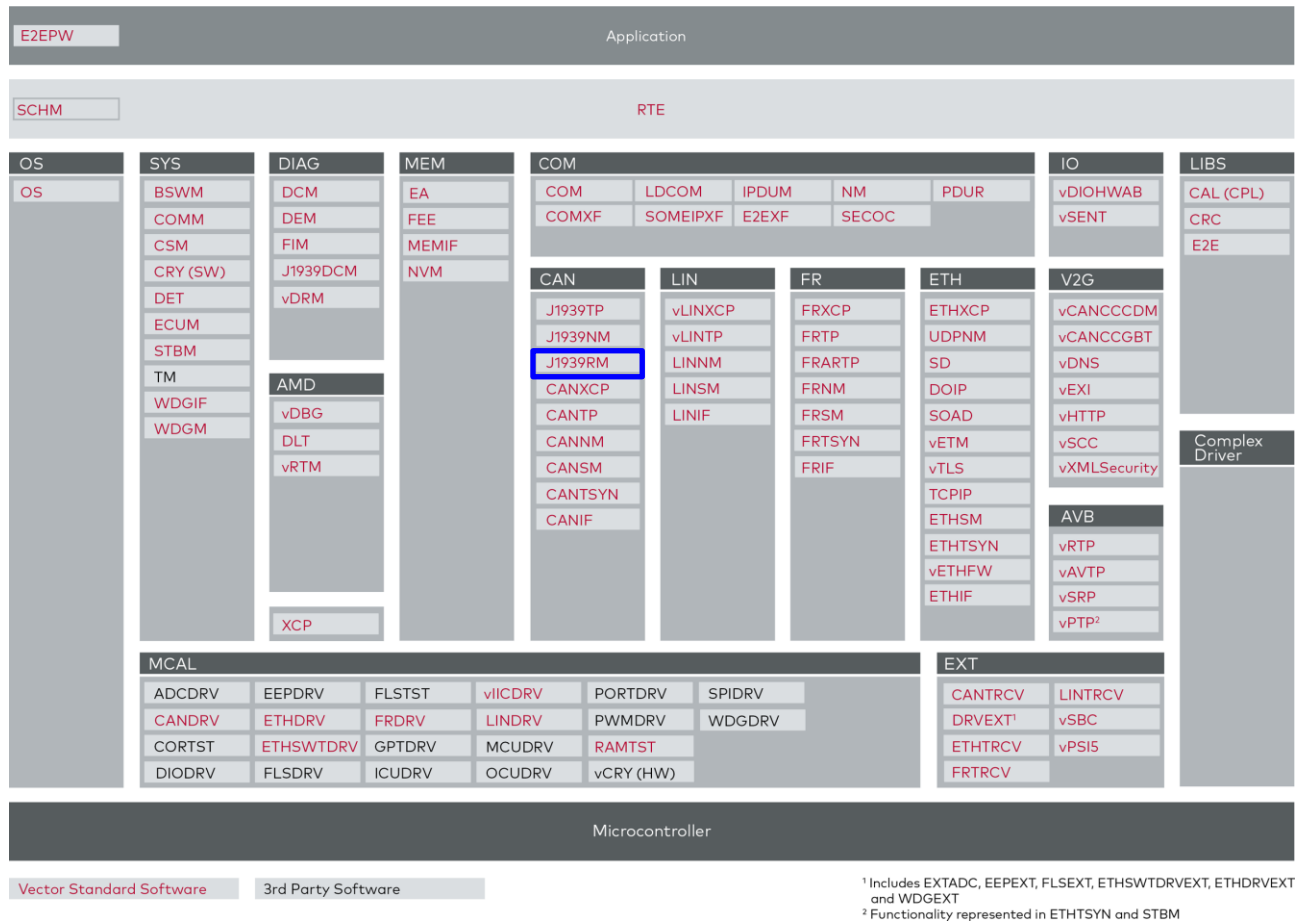 E2EPW
Application
SCHM
RTE
OS
OS
SYS
BSWM
COMM
CSM
CRY (SW)
DET
ECUM
STBM
TM
WDGIF
WDGM
DIAG
DCM
DEM
FIM
J1939DCM
vDRM
AMD
vDBG
DLT
vRTM
XCP
MEM
EA
FEE
MEMIF
NVM
COM
COM LDCOM IPDUM NM PDUR
COMXF SOMEIPXF E2EXF SECOC
CAN
J1939TP
J1939NM
J1939RM
CANXCP
CANTP
CANNM
CANSM
CANTSYN
CANIF
LIN
vLINXCP
vLINTP
LINNM
LINSM
LINIF
FR
FRXCP
FRTP
FRARTP
FRNM
FRSM
FRTSYN
FRIF
ETH
ETHXCP
UDPNM
SD
DOIP
SOAD
vETM
vTLS
TCPIP
ETHSM
ETHTSYN
vETHFW
ETHIF
IO
vDIOHWAB
vSENT
V2G
vCANCCCDM
vCANCCGBT
vDNS
vEXI
vHTTP
vSCC
vXMLSecurity
AVB
vRTP
vAVTP
vSRP
vPTP²
LIBS
CAL (CPL)
CRC
E2E
Complex
Driver
MCAL
ADCDRV EEPDRV FLSTST vIICDRV PORTDRV SPIDRV
CANDRV ETHDRV FRDRV LINDRV PWMDRV WDGDRV
CORTST ETHSWTDRV GPTDRV MCUDRV RAMTST
DIODRV FLSDRV ICUDRV OCUDRV vCRY (HW)
EXT
CANTRCV LINTRCV
DRVEXT¹ vSBC
ETHTRCV vPSI5
FRTRCV
Microcontroller
Vector Standard Software
3rd Party Software
¹ Includes EXTADC, EEPEXT, FLSEXT, ETHSWTDRVEXT, ETHDRVEXT
and WDGEXT
² Functionality represented in ETHTSYN and STBM